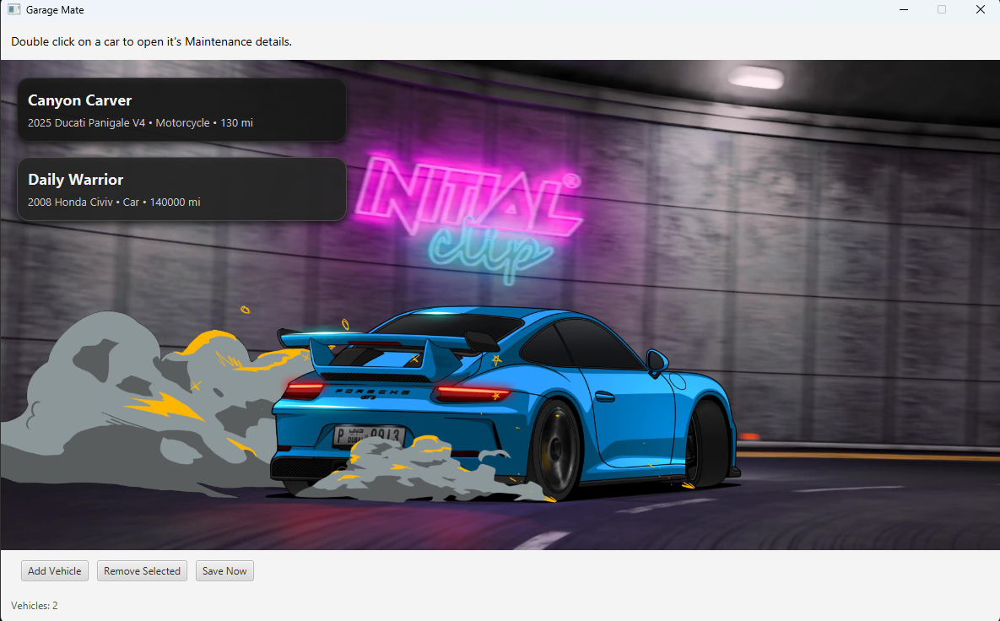 Garage Mate
Double click on a car to open it's Maintenance details.
Canyon Carver
2025 Ducati Panigale V4 • Motorcycle • 130 mi
Daily Warrior
2008 Honda Civiv • Car • 140000 mi
INITIAL®
clip
PORSCHE
GT3
P DUBAI 9913
Add Vehicle
Remove Selected
Save Now
Vehicles: 2